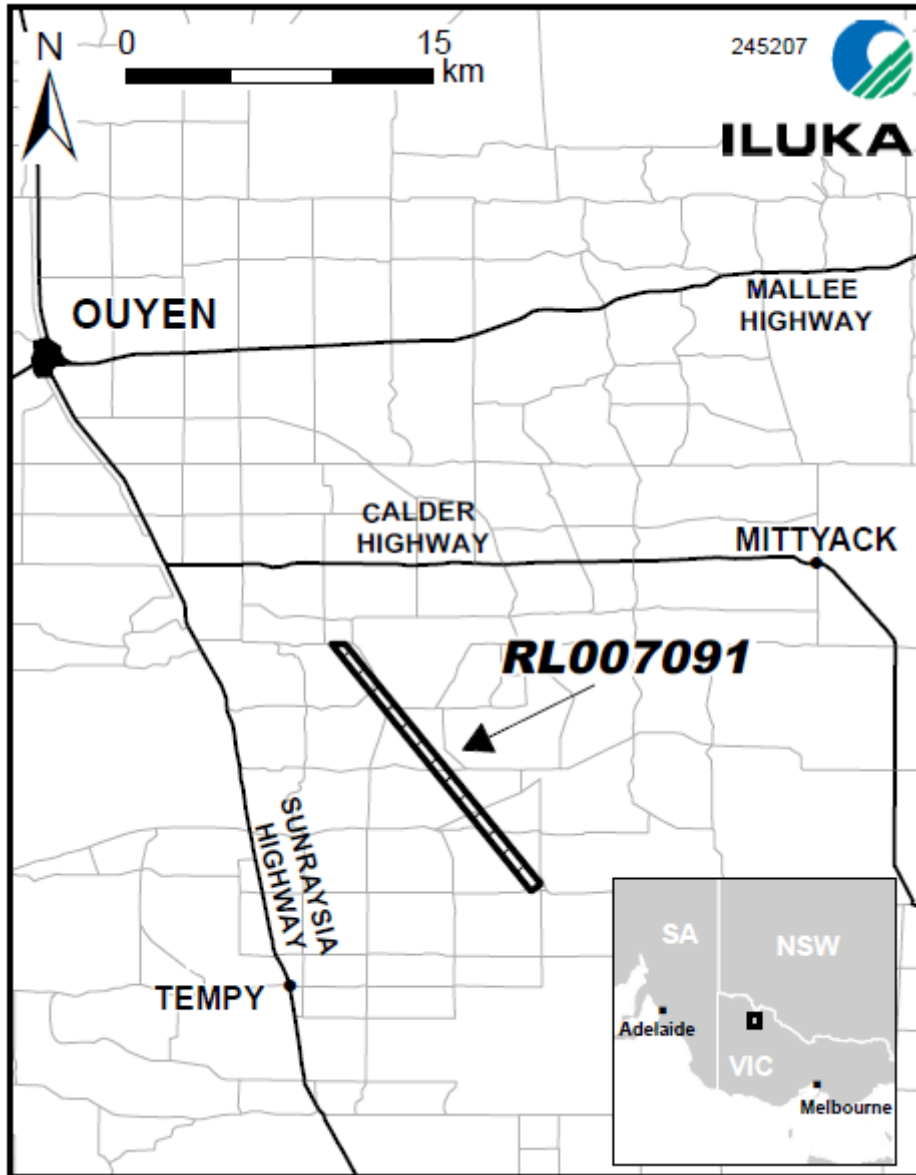 N
0
15
km
245207
ILUKA
OUYEN
MALLEE
HIGHWAY
CALDER
HIGHWAY
MITTYACK
RL007091
SUNRAYSIA
HIGHWAY
TEMPY
SA
NSW
Adelaide
VIC
Melbourne